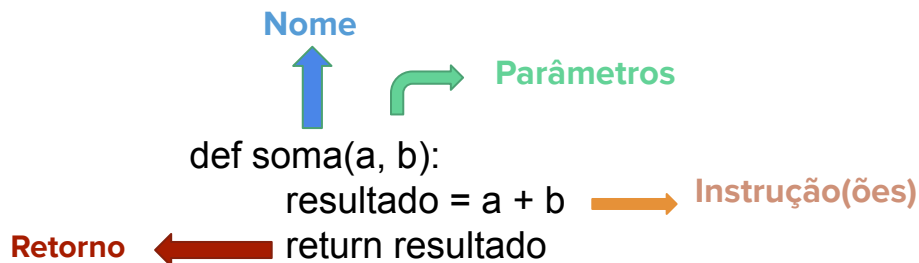 Nome
Parâmetros
def soma(a, b):
resultado = a + b
Instrução(ões)
Retorno
return resultado